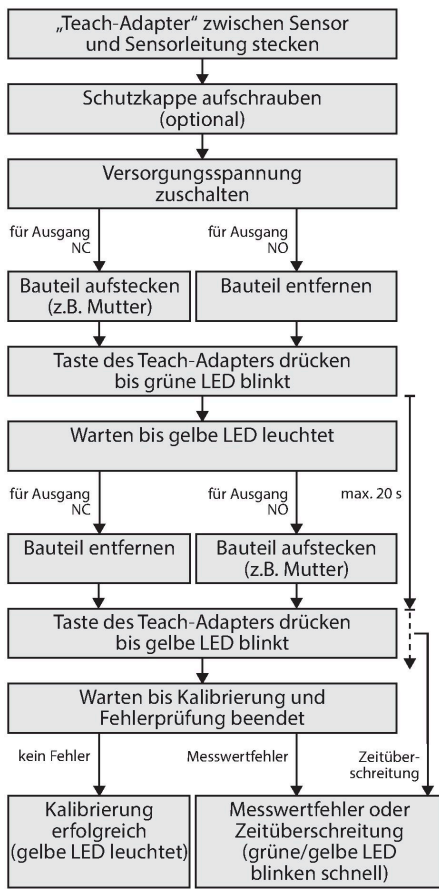 „Teach-Adapter“ zwischen Sensor
und Sensorleitung stecken
Schutzkappe aufschrauben
(optional)
Versorgungsspannung
zuschalten
für Ausgang
NC
für Ausgang
NO
Bauteil aufstecken
(z.B. Mutter)
Bauteil entfernen
Taste des Teach-Adapters drücken
bis grüne LED blinkt
Warten bis gelbe LED leuchtet
für Ausgang
NC
für Ausgang
NO
max. 20 s
Bauteil entfernen
Bauteil aufstecken
(z.B. Mutter)
Taste des Teach-Adapters drücken
bis gelbe LED blinkt
Warten bis Kalibrierung und
Fehlerprüfung beendet
kein Fehler
Messwertfehler
Zeitüber-
schreitung
Kalibrierung
erfolgreich
(gelbe LED leuchtet)
Messwertfehler oder
Zeitüberschreitung
(grüne/gelbe LED
blinken schnell)